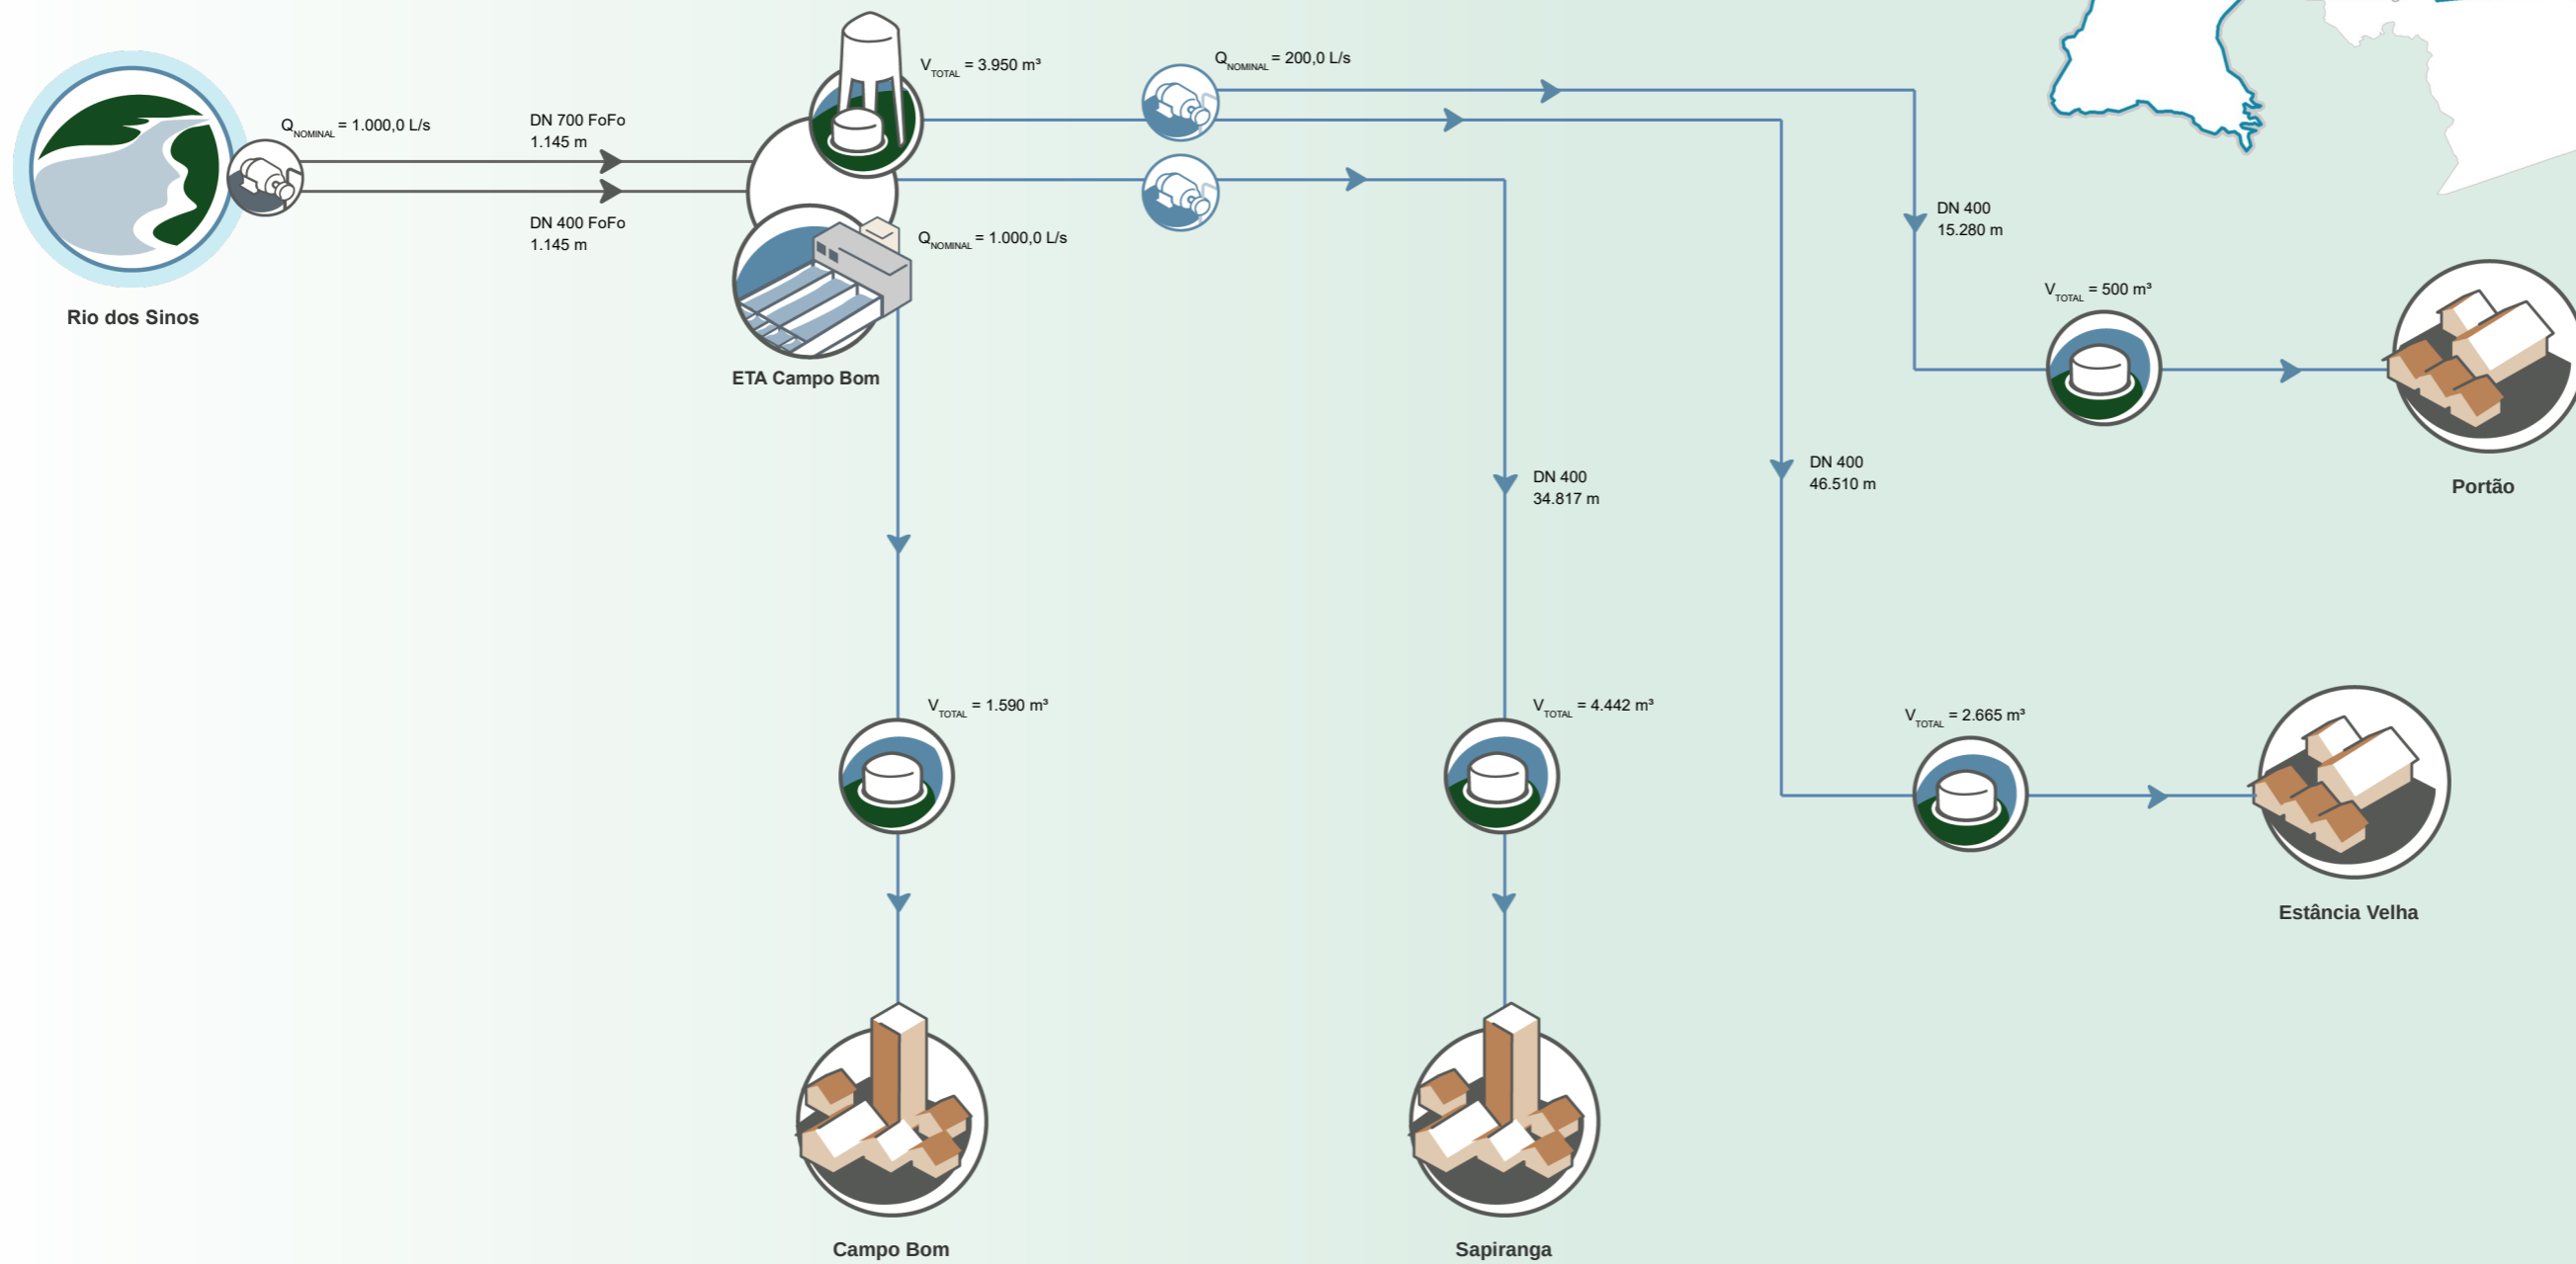 V TOTAL = 3.950 m³
Q NOMINAL = 200,0 L/s
Q NOMINAL = 1.000,0 L/s
DN 700 FoFo
1.145 m
DN 400 FoFo
1.145 m
Q NOMINAL = 1.000,0 L/s
Rio dos Sinos
ETA Campo Bom
DN 400
15.280 m
V TOTAL = 500 m³
Portão
DN 400
34.817 m
DN 400
46.510 m
V TOTAL = 1.590 m³
V TOTAL = 4.442 m³
V TOTAL = 2.665 m³
Estância Velha
Campo Bom
Sapiranga